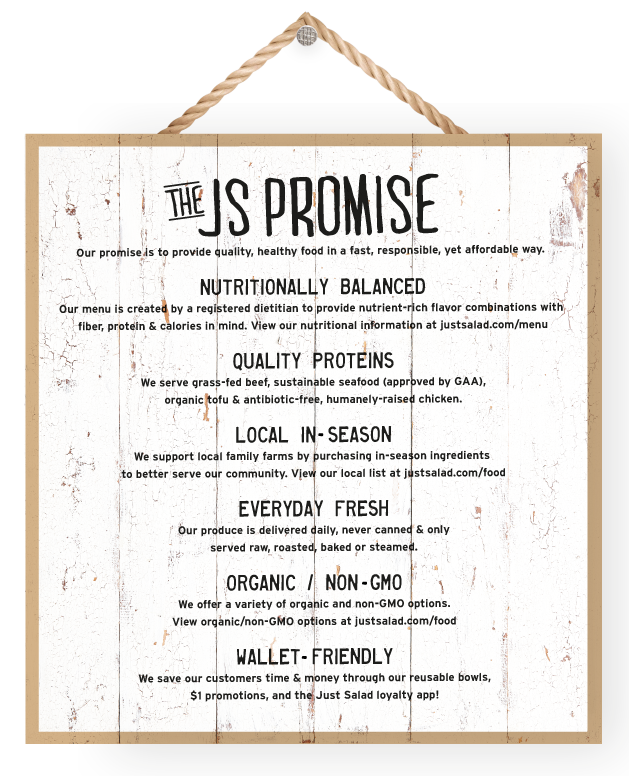 THE JS PROMISE
Our promise is to provide quality, healthy food in a fast, responsible, yet affordable way.
NUTRITIONALLY BALANCED
Our menu is created by a registered dietitian to provide nutrient-rich flavor combinations with
fiber, protein & calories in mind. View our nutritional information at justsalad.com/menu
QUALITY PROTEINS
We serve grass-fed beef, sustainable seafood (approved by GAA),
organic tofu & antibiotic-free, humanely-raised chicken.
LOCAL IN-SEASON
We support local family farms by purchasing in-season ingredients
to better serve our community. View our local list at justsalad.com/food
EVERYDAY FRESH
Our produce is delivered daily, never canned & only
served raw, roasted, baked or steamed.
ORGANIC / NON-GMO
We offer a variety of organic and non-GMO options.
View organic/non-GMO options at justsalad.com/food
WALLET-FRIENDLY
We save our customers time & money through our reusable bowls,
$1 promotions, and the Just Salad loyalty app!